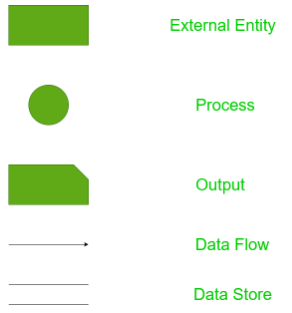 External Entity
Process
Output
Data Flow
Data Store